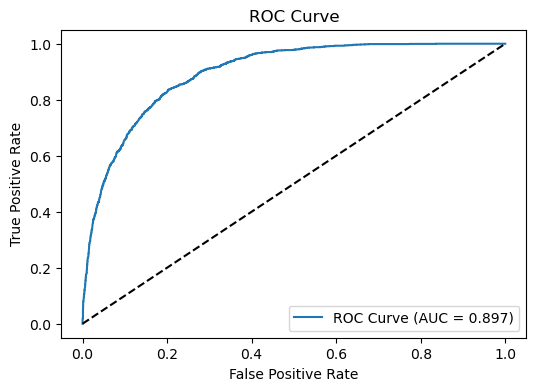 ROC Curve
True Positive Rate
1.0
0.8
0.6
0.4
0.2
0.0
ROC Curve (AUC = 0.897)
0.0 0.2 0.4 0.6 0.8 1.0
False Positive Rate